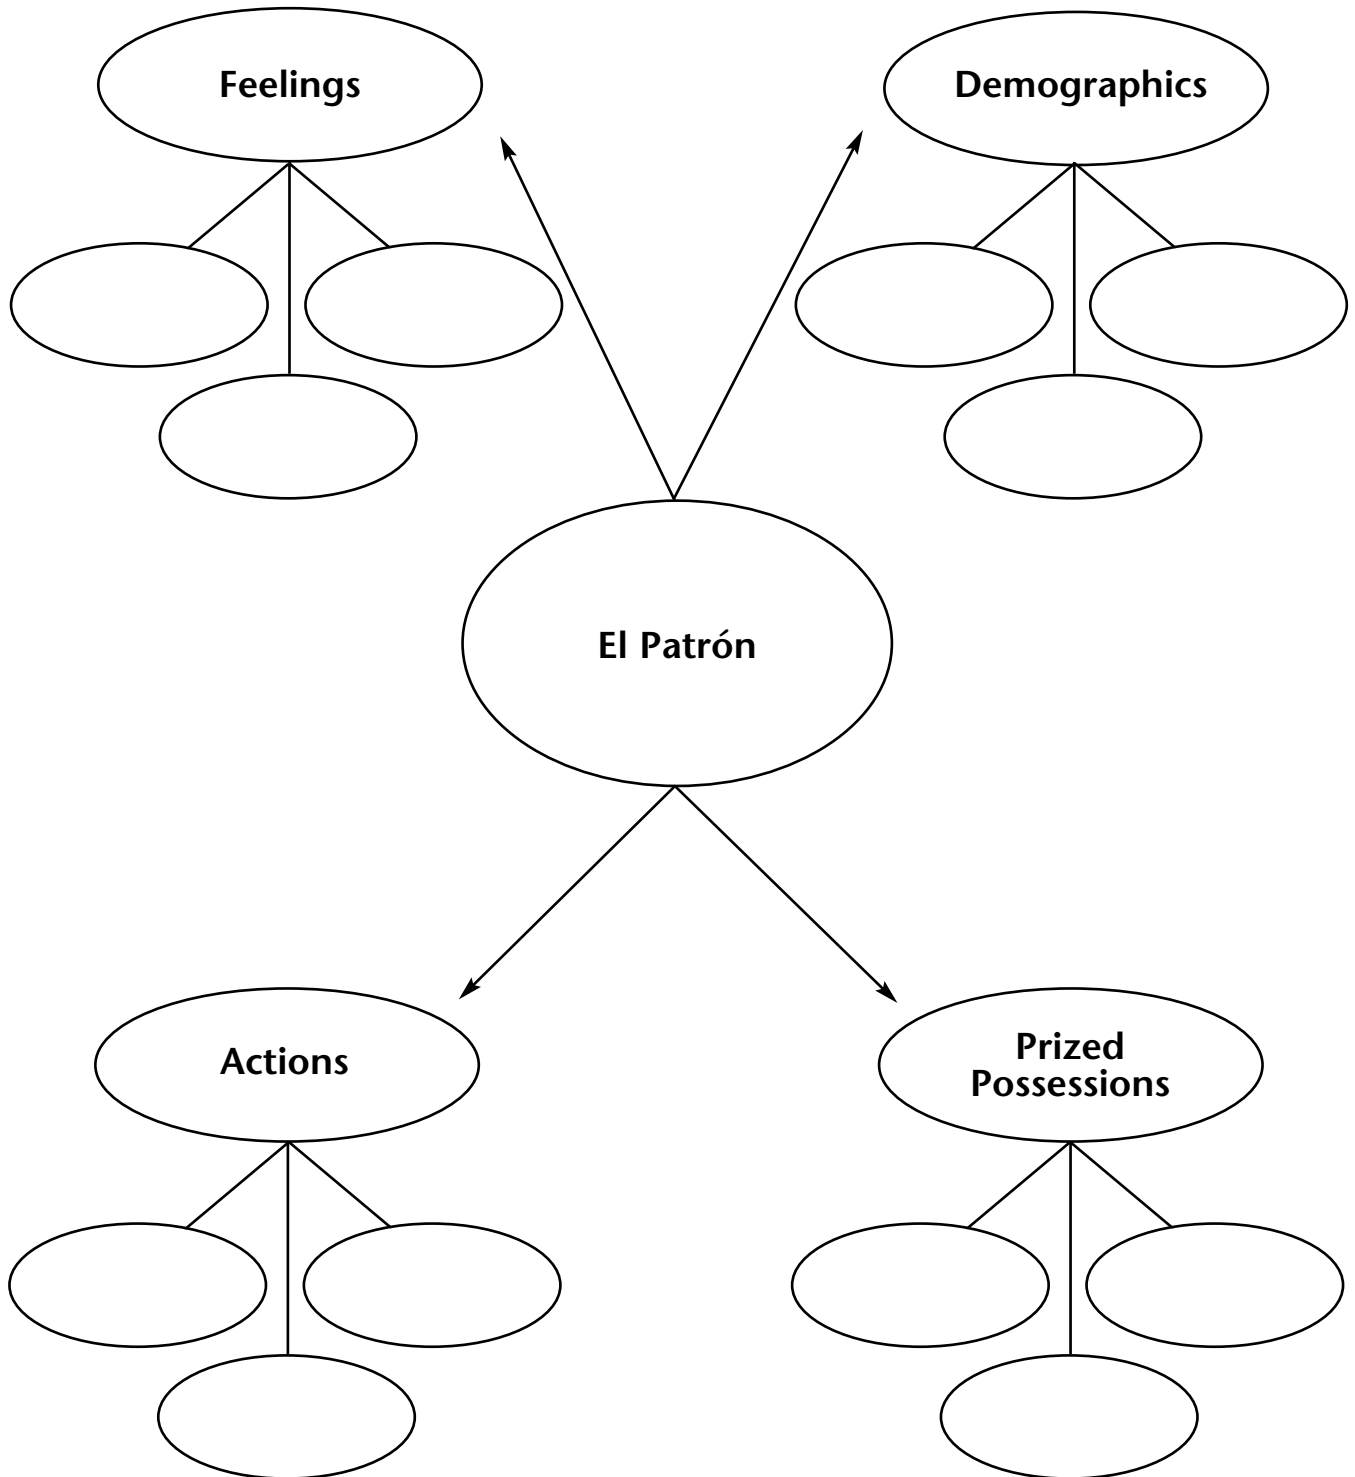 Feelings
Demographics
El Patrón
Actions
Prized
Possessions